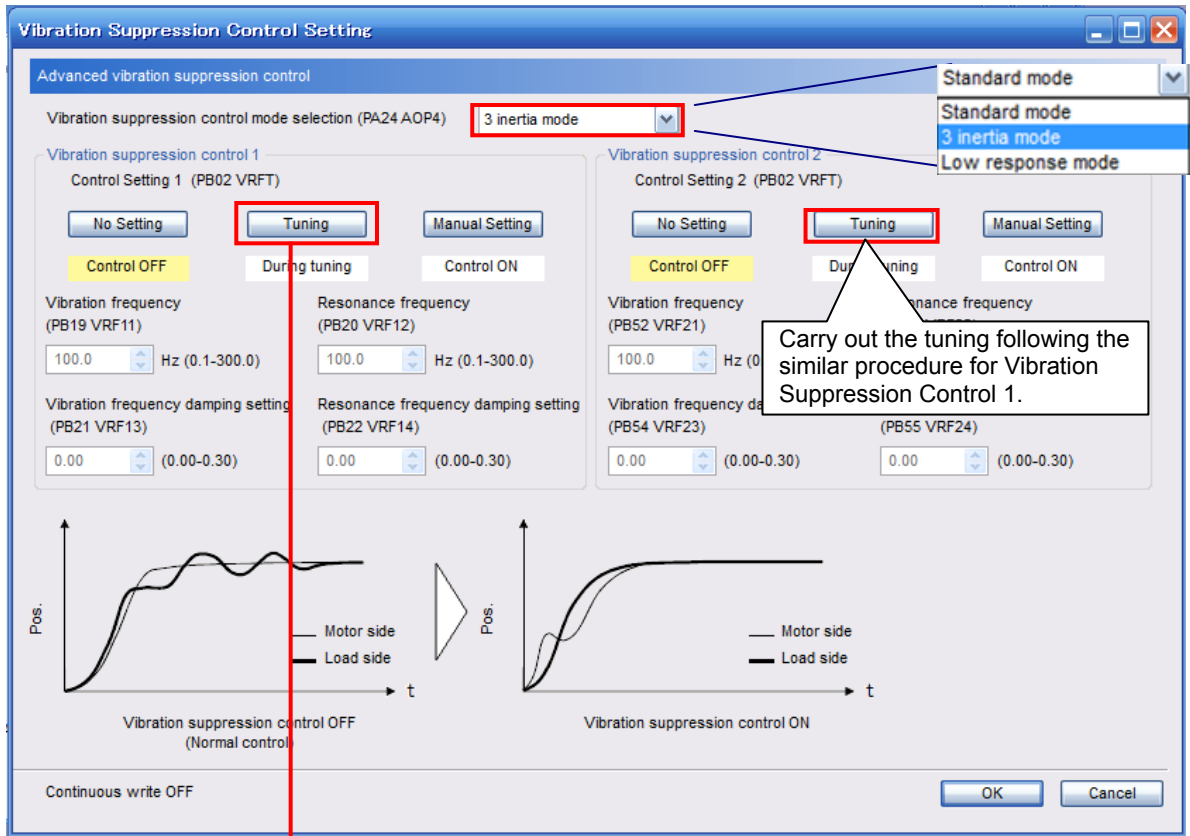 Vibration Suppression Control Setting
Advanced vibration suppression control
Standard mode
Standard mode
3 inertia mode
Low response mode
Vibration suppression control mode selection (PA24 AOP4)
3 inertia mode
Vibration suppression control 1
Control Setting 1 (PB02 VRFT)
No Setting
Tuning
Manual Setting
Control OFF
During tuning
Control ON
Vibration frequency
(PB19 VRF11)
Resonance frequency
(PB20 VRF12)
100.0
Hz (0.1-300.0)
100.0
Hz (0.1-300.0)
Vibration frequency damping setting
(PB21 VRF13)
Resonance frequency damping setting
(PB22 VRF14)
0.00
(0.00-0.30)
0.00
(0.00-0.30)
Vibration suppression control 2
Control Setting 2 (PB02 VRFT)
No Setting
Tuning
Manual Setting
Control OFF
Control ON
Vibration frequency
(PB52 VRF21)
frequency
100.0
Hz
Carry out the tuning following the
similar procedure for Vibration
Suppression Control 1.
Vibration frequency
(PB54 VRF23)
(PB55 VRF24)
0.00
(0.00-0.30)
0.00
(0.00-0.30)
Pos.
Motor side
Load side
t
Vibration suppression control OFF
(Normal control)
Pos.
Motor side
Load side
t
Vibration suppression control ON
Continuous write OFF
OK
Cancel